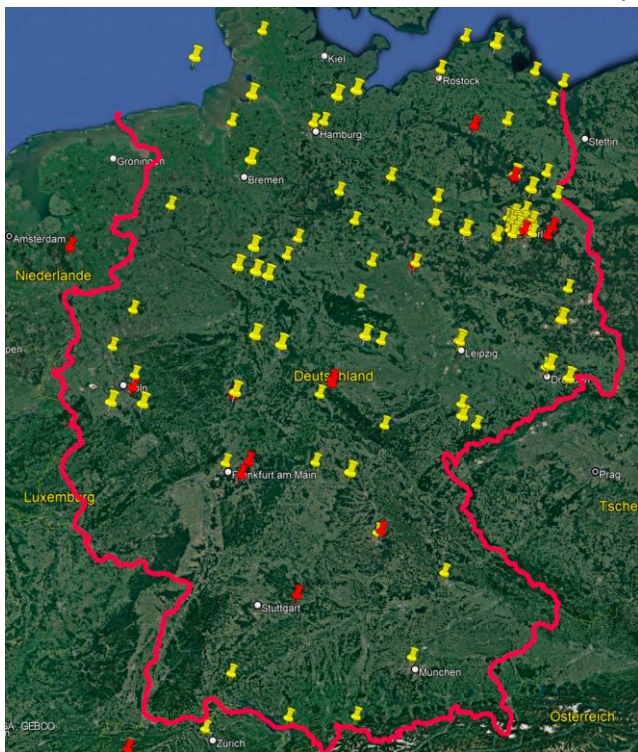 Kiel
Rostock
Hamburg
Stettin
Groningen
Bremen
Amsterdam
Niederlande
Leipzig
Deutschland
Frankfurt am Main
Luxemburg
Prag
Tsche
Stuttgart
München
Österreich
Zürich